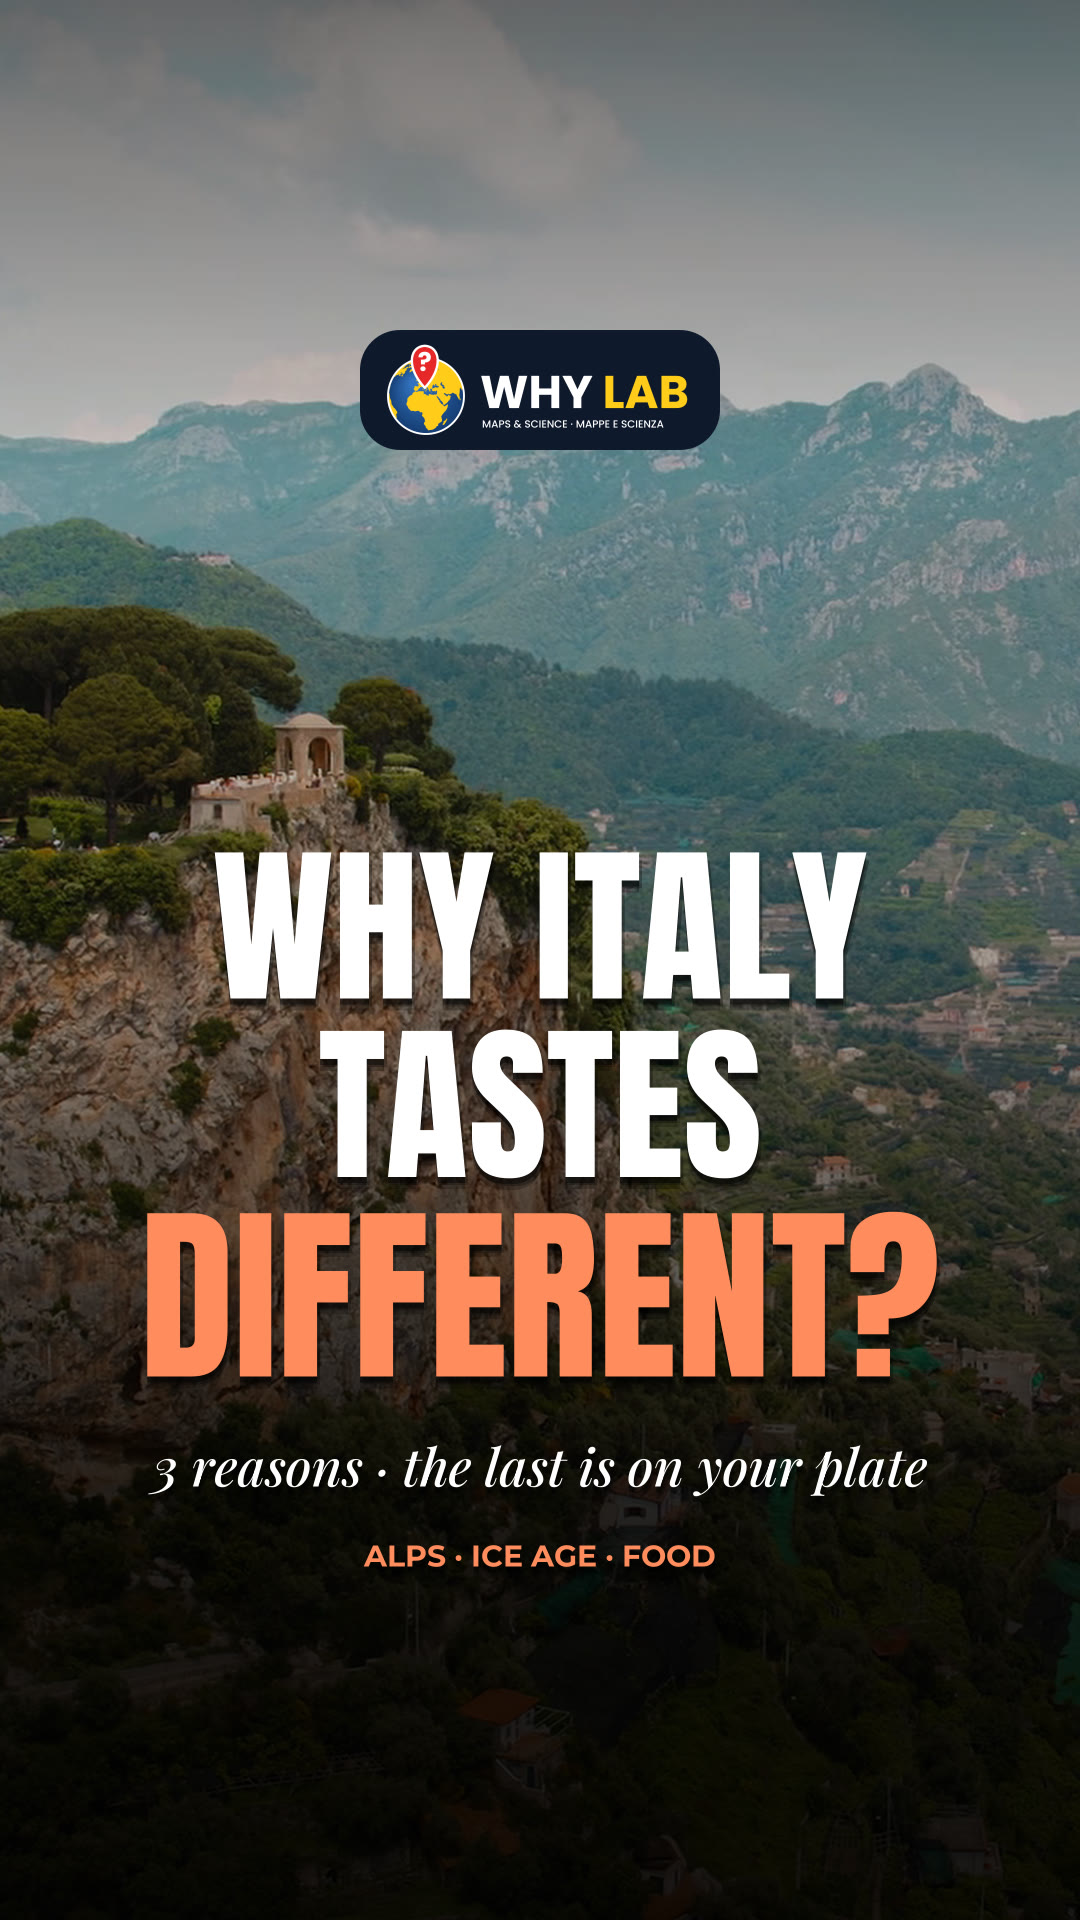 ?
WHY LAB
MAPS & SCIENCE · MAPPE E SCIENZA
WHY ITALY
TASTES
DIFFERENT?
3 reasons · the last is on your plate
ALPS · ICE AGE · FOOD